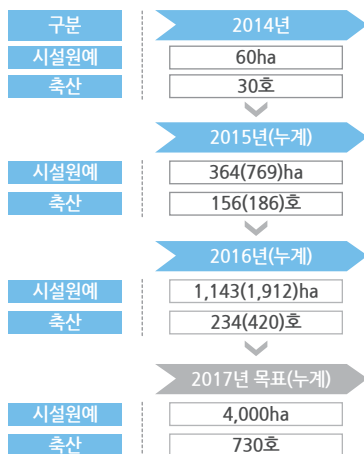 구분 2014년
시설원예 60ha
축산 30호
2015년(누계)
시설원예 364(769)ha
축산 156(186)호
2016년(누계)
시설원예 1,143(1,912)ha
축산 234(420)호
2017년 목표(누계)
시설원예 4,000ha
축산 730호